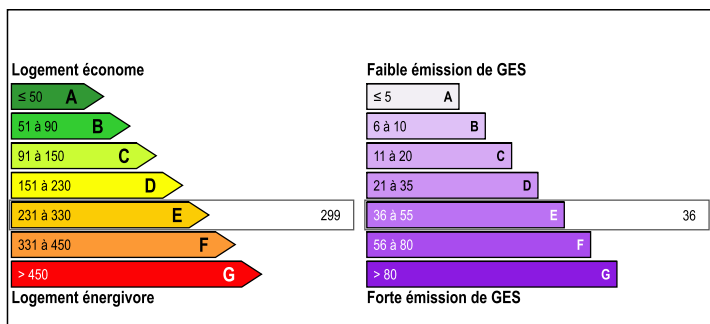 Logement économe
≤ 50 A
51 à 90 B
91 à 150 C
151 à 230 D
231 à 330 E 299
331 à 450 F
> 450 G
Logement énergivore
Faible émission de GES
≤ 5 A
6 à 10 B
11 à 20 C
21 à 35 D
36 à 55 E 36
56 à 80 F
> 80 G
Forte émission de GES